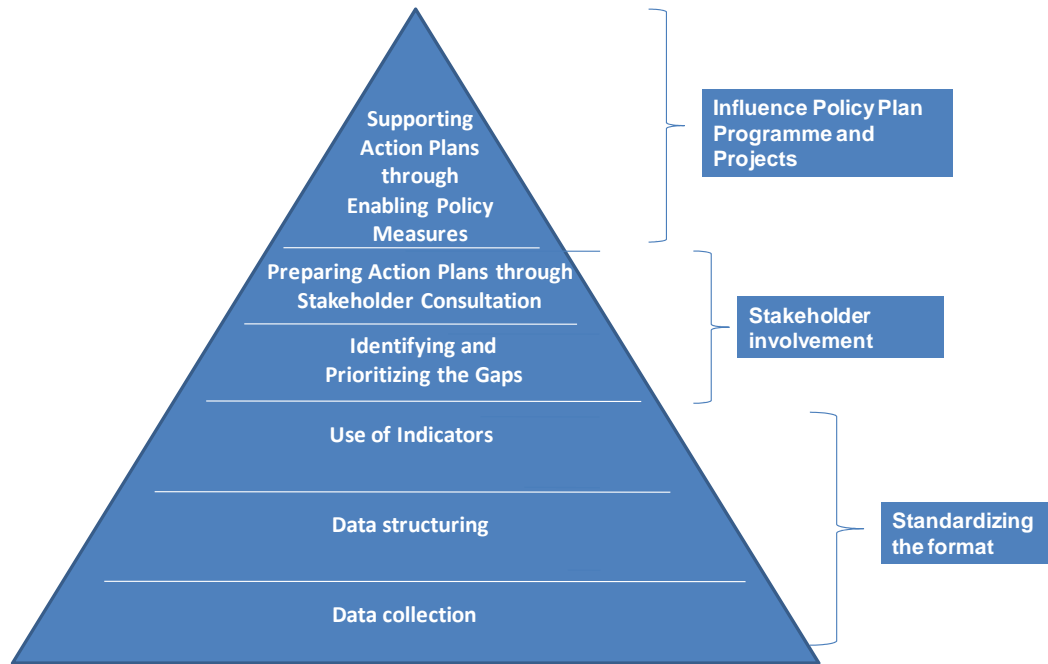 Supporting
Action Plans
through
Enabling Policy
Measures
Influence Policy Plan
Programme and
Projects
Preparing Action Plans through
Stakeholder Consultation
Identifying and
Prioritizing the Gaps
Stakeholder
involvement
Use of Indicators
Data structuring
Data collection
Standardizing
the format